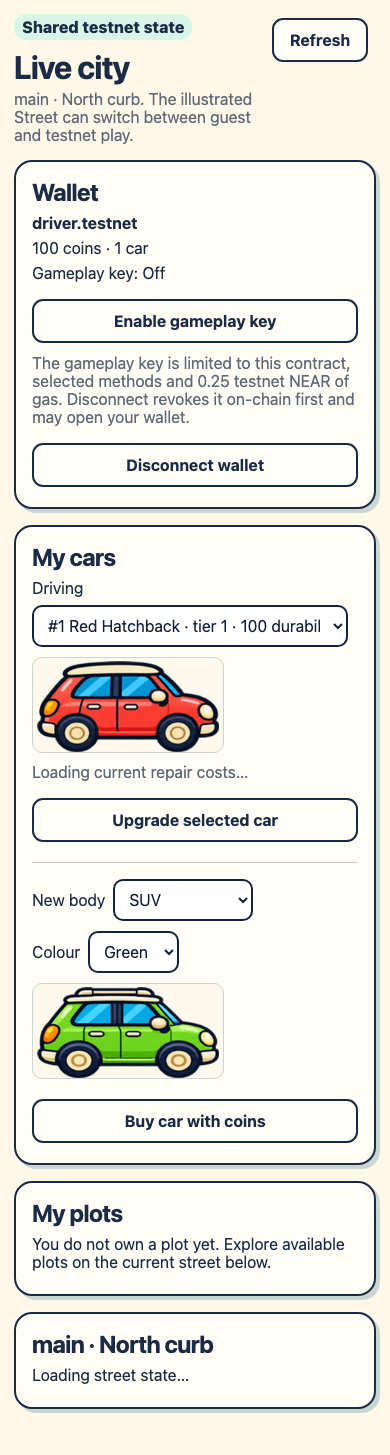 Shared testnet state
Refresh
Live city
main · North curb. The illustrated
Street can switch between guest
and testnet play.
Wallet
driver.testnet
100 coins · 1 car
Gameplay key: Off
Enable gameplay key
The gameplay key is limited to this contract,
selected methods and 0.25 testnet NEAR of
gas. Disconnect revokes it on-chain first and
may open your wallet.
Disconnect wallet
My cars
Driving
#1 Red Hatchback · tier 1 · 100 durabil
Loading current repair costs...
Upgrade selected car
New body SUV
Colour Green
Buy car with coins
My plots
You do not own a plot yet. Explore available
plots on the current street below.
main · North curb
Loading street state...